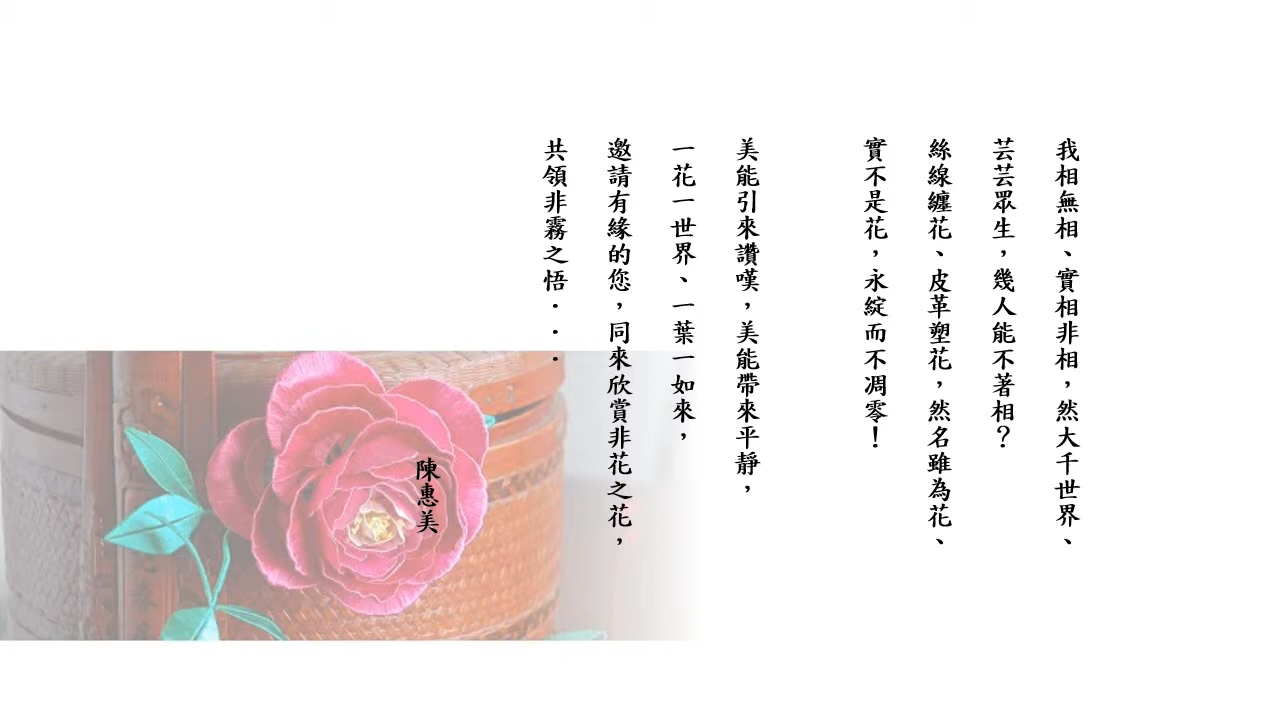 我相無相、實相非相，然大千世界、
芸芸眾生，幾人能不著相？
絲線纏花、皮革塑花，然名雖為花、
實不是花，永綻而不凋零！
美能引來讚嘆，美能帶來平靜，
一花一世界、一葉一如來，
邀請有緣的您，同來欣賞非花之花，
共領非霧之悟．．．
陳惠美